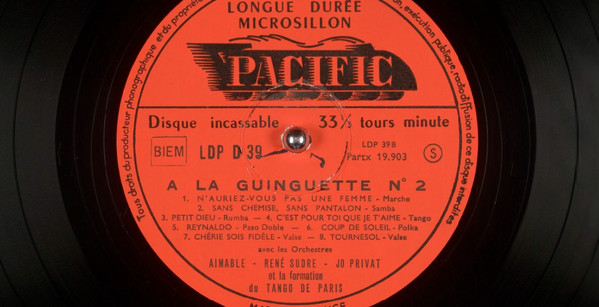 LONGUE DURÉE
MICROSILLON
PACIFIC
Disque incassable 33⅓ tours minute
BIEM LDP D 39 LDP 39 B
Partx 19,903 S
A LA GUINGUETTE N° 2
1. N'AURIEZ-VOUS PAS UNE FEMME - Marche
2. SANS CHEMISE, SANS PANTALON - Samba
3. PETIT DIEU - Rumba - 4. C'EST POUR TOI QUE JE T'AIME - Tango
5. REYNALDO - Paso Doble - 6. COUP DE SOLEIL - Polka
7. CHÉRIE SOIS FIDÈLE - Valse - 8. TOURNESOL - Valse
avec les Orchestres
AIMABLE - RENÉ SUDRE - JO PRIVAT
et la formation
du TANGO DE PARIS
Tous droits du producteur phonographique et du propriétaire
exécution publique, radiodiffusion de ce disque interdites